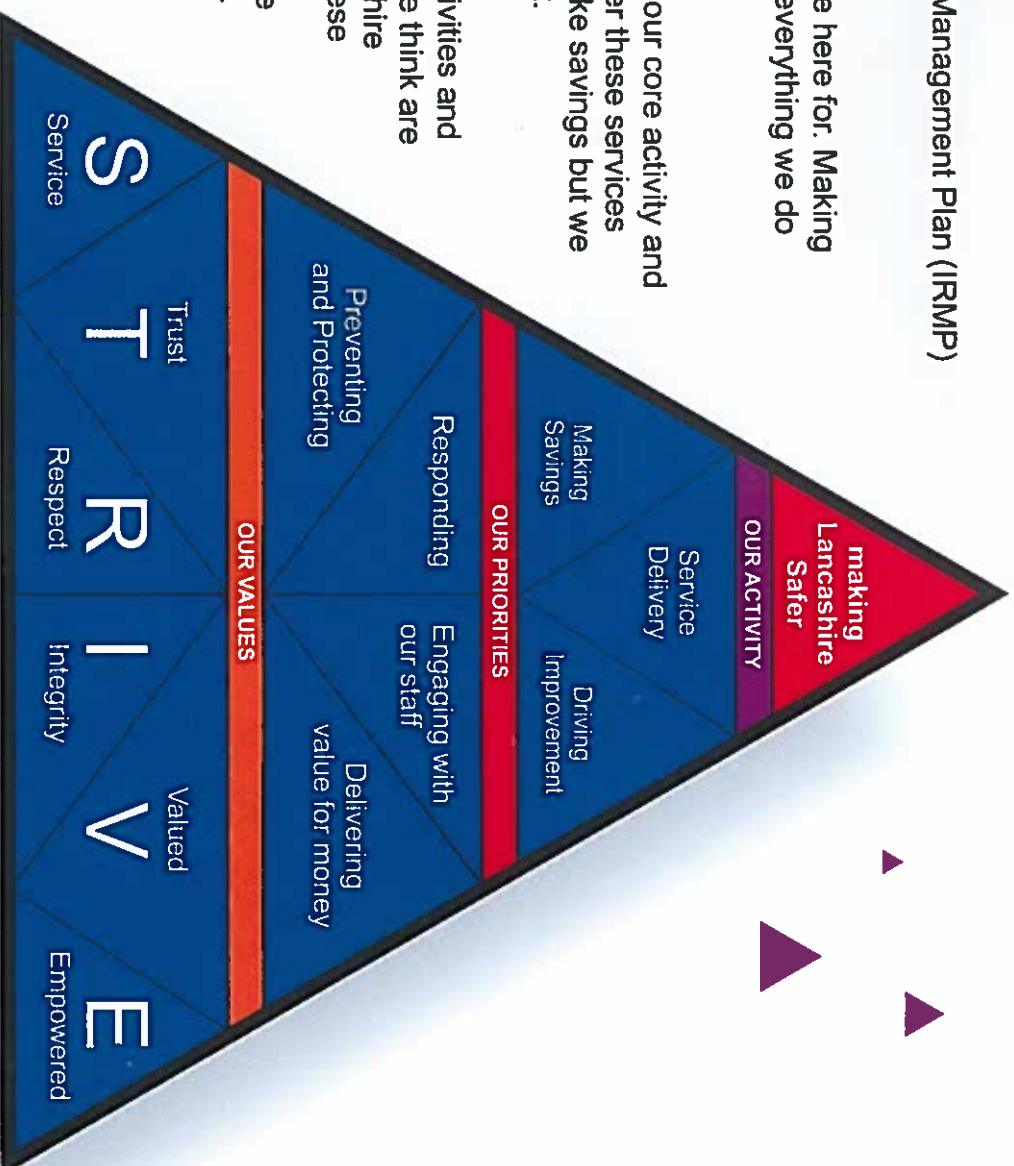 Management Plan (IRMP)
e here for. Making
everything we do
our core activity and
er these services
ke savings but we
ivities and
e think are
hire
ese
e
making
Lancashire
Safer
OUR ACTIVITY
Service
Delivery
Making
Savings
Driving
Improvement
OUR PRIORITIES
Responding
Engaging with
our staff
Preventing
and Protecting
Delivering
value for money
OUR VALUES
Trust
Valued
S T R I V E
Service
Respect
Integrity
Empowered